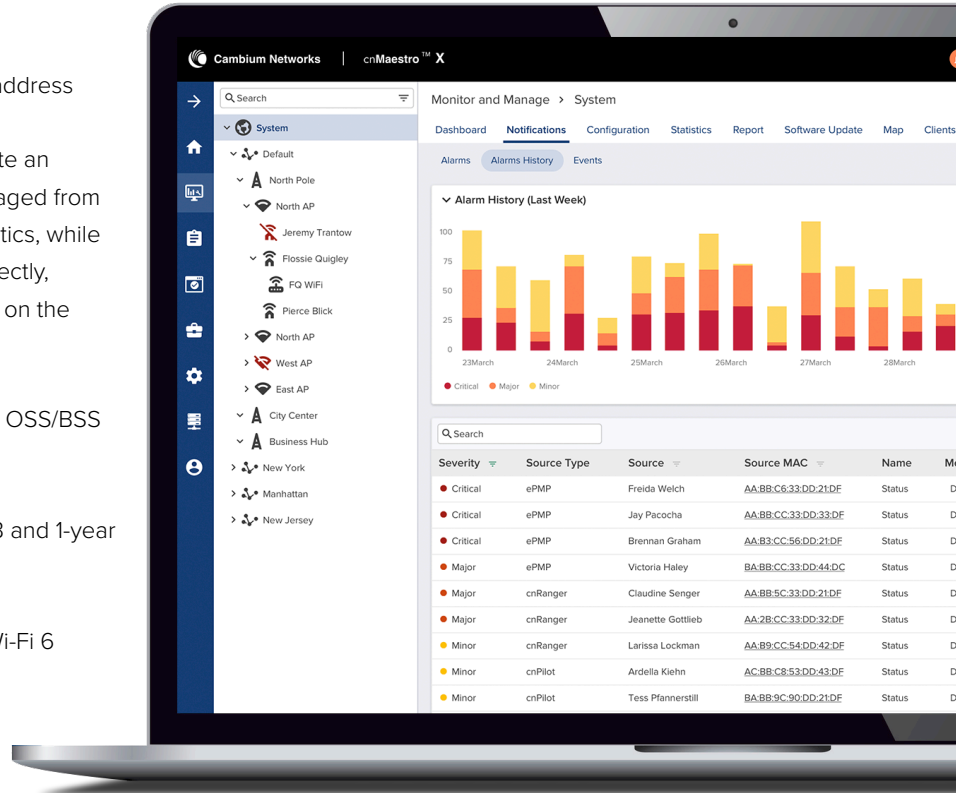 address
te an
aged from
tics, while
ectly,
on the
OSS/BSS
3 and 1-year
Wi-Fi 6
Cambium Networks | cnMaestro™ X
Search
System
Default
North Pole
North AP
Jeremy Trantow
Flossie Quigley
FQ WiFi
Pierce Blick
North AP
West AP
East AP
City Center
Business Hub
New York
Manhattan
New Jersey
Monitor and Manage > System
Dashboard Notifications Configuration Statistics Report Software Update Map Clients
Alarms Alarms History Events
Alarm History (Last Week)
100
75
50
25
0
23March 24March 25March 26March 27March 28March
Critical Major Minor
Search
Severity Source Type Source Source MAC Name
Critical ePMP Freida Welch AA:BB:C6:33:DD:21:DF Status D
Critical ePMP Jay Pacocha AA:BB:CC:33:DD:33:DF Status D
Critical ePMP Brennan Graham AA:B3:CC:56:DD:21:DF Status D
Major ePMP Victoria Haley BA:BB:CC:33:DD:44:DC Status D
Major cnRanger Claudine Senger AA:BB:5C:33:DD:21:DF Status D
Major cnRanger Jeanette Gottlieb AA:2B:CC:33:DD:32:DF Status D
Minor cnRanger Larissa Lockman AA:B9:CC:54:DD:42:DF Status D
Minor cnPilot Ardella Kiehn AC:BB:C8:53:DD:43:DF Status D
Minor cnPilot Tess Pfannerstill BA:BB:9C:90:DD:21:DF Status D